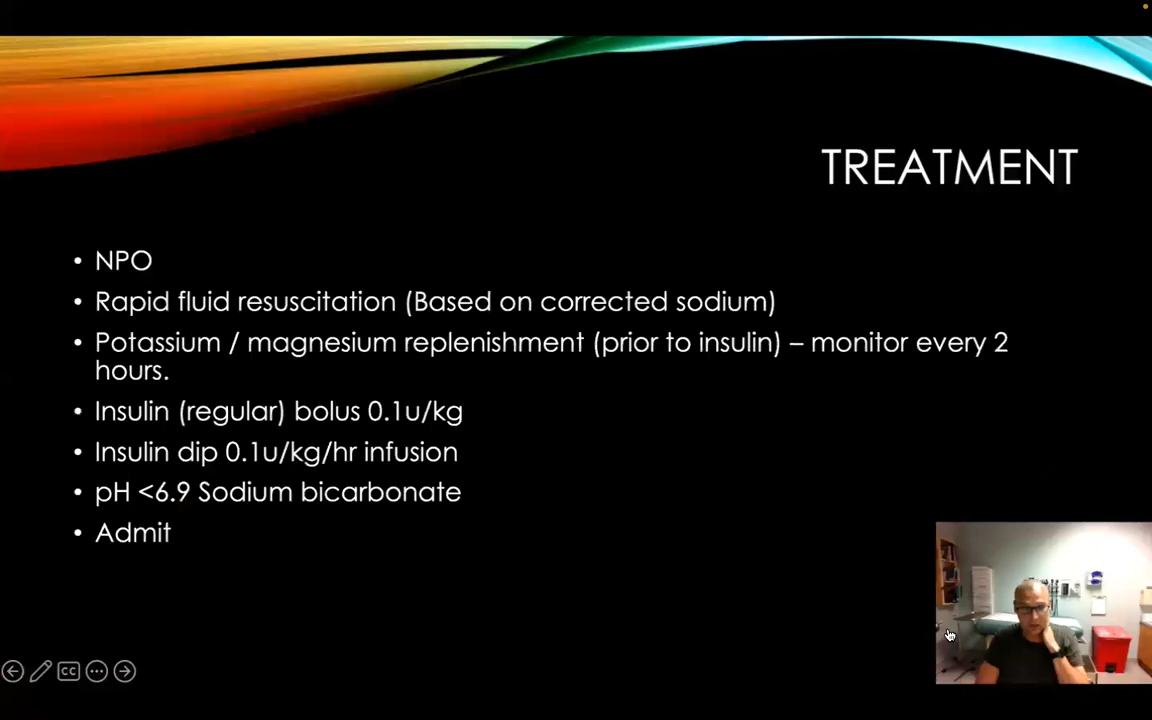 TREATMENT
• NPO
• Rapid fluid resuscitation (Based on corrected sodium)
• Potassium / magnesium replenishment (prior to insulin) – monitor every 2
hours.
• Insulin (regular) bolus 0.1u/kg
• Insulin dip 0.1u/kg/hr infusion
• pH <6.9 Sodium bicarbonate
• Admit
CC